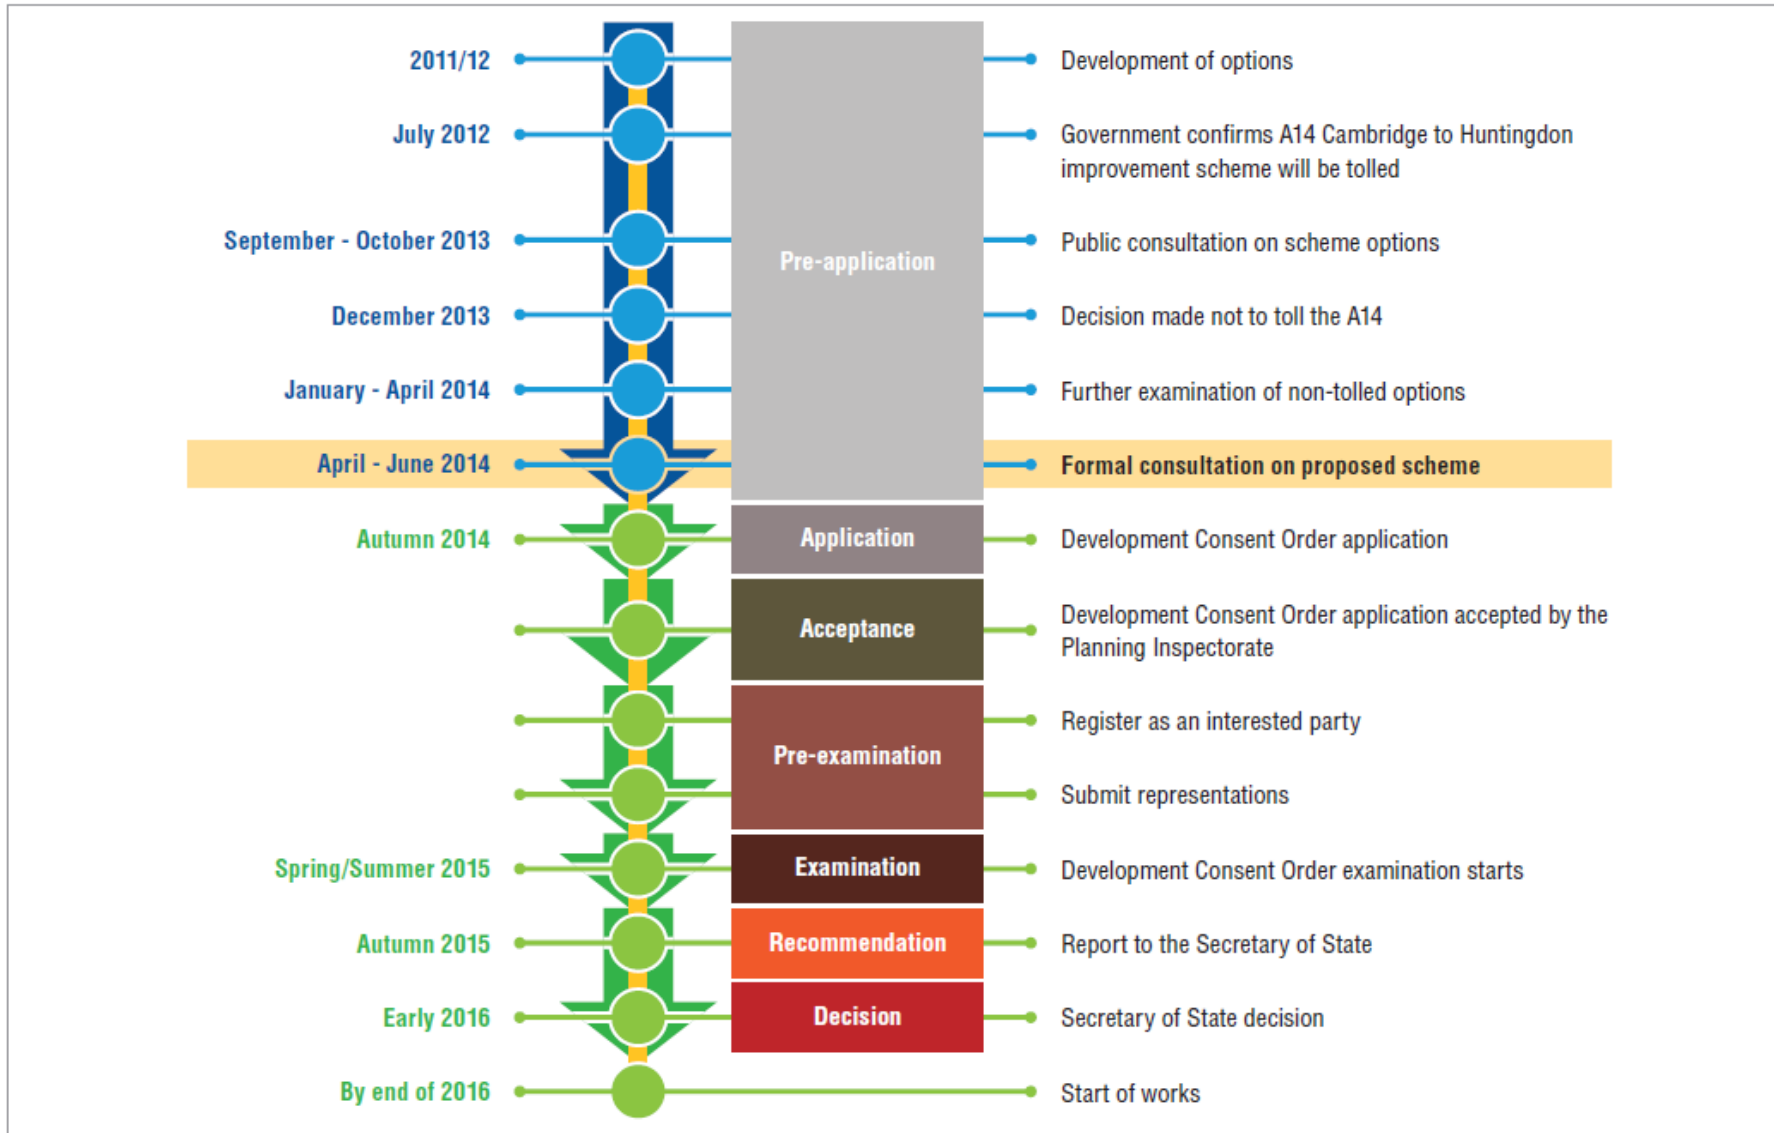 2011/12
Development of options
July 2012
Government confirms A14 Cambridge to Huntingdon
improvement scheme will be tolled
September - October 2013
Public consultation on scheme options
Pre-application
December 2013
Decision made not to toll the A14
January - April 2014
Further examination of non-tolled options
April - June 2014
Formal consultation on proposed scheme
Autumn 2014
Application
Development Consent Order application
Acceptance
Development Consent Order application accepted by the
Planning Inspectorate
Register as an interested party
Pre-examination
Submit representations
Spring/Summer 2015
Examination
Development Consent Order examination starts
Autumn 2015
Recommendation
Report to the Secretary of State
Early 2016
Decision
Secretary of State decision
By end of 2016
Start of works